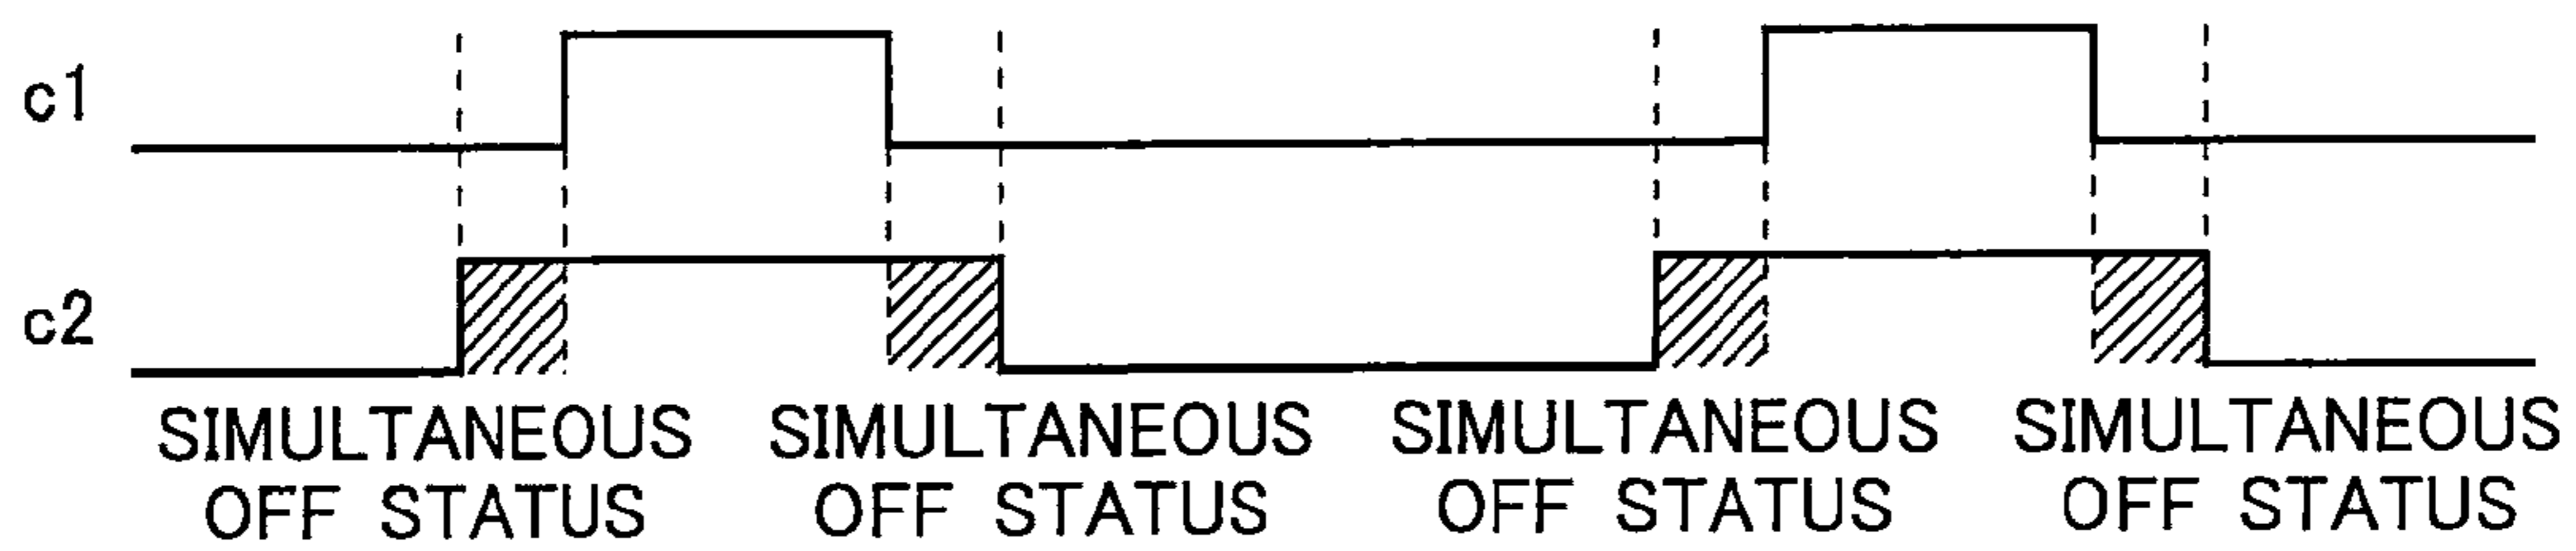 c1
c2
SIMULTANEOUS SIMULTANEOUS SIMULTANEOUS SIMULTANEOUS
OFF STATUS OFF STATUS OFF STATUS OFF STATUS